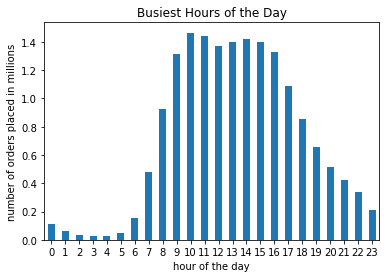 Busiest Hours of the Day
number of orders placed in millions
1.4
1.2
1.0
0.8
0.6
0.4
0.2
0.0
0 1 2 3 4 5 6 7 8 9 10 11 12 13 14 15 16 17 18 19 20 21 22 23
hour of the day